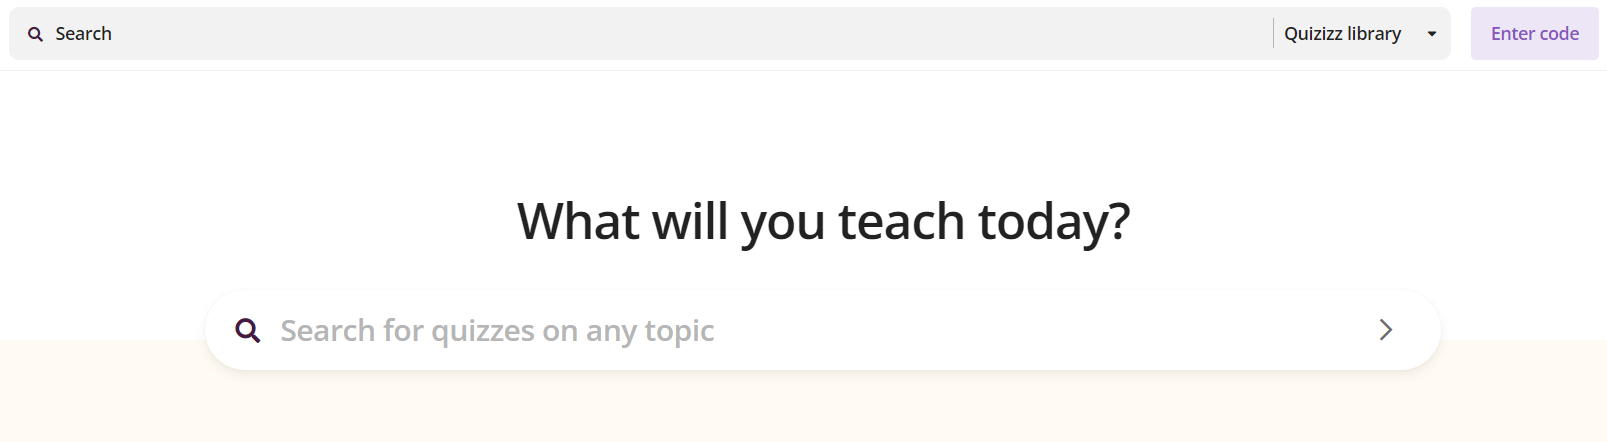 Search Quizizz library Enter code
What will you teach today?
Search for quizzes on any topic